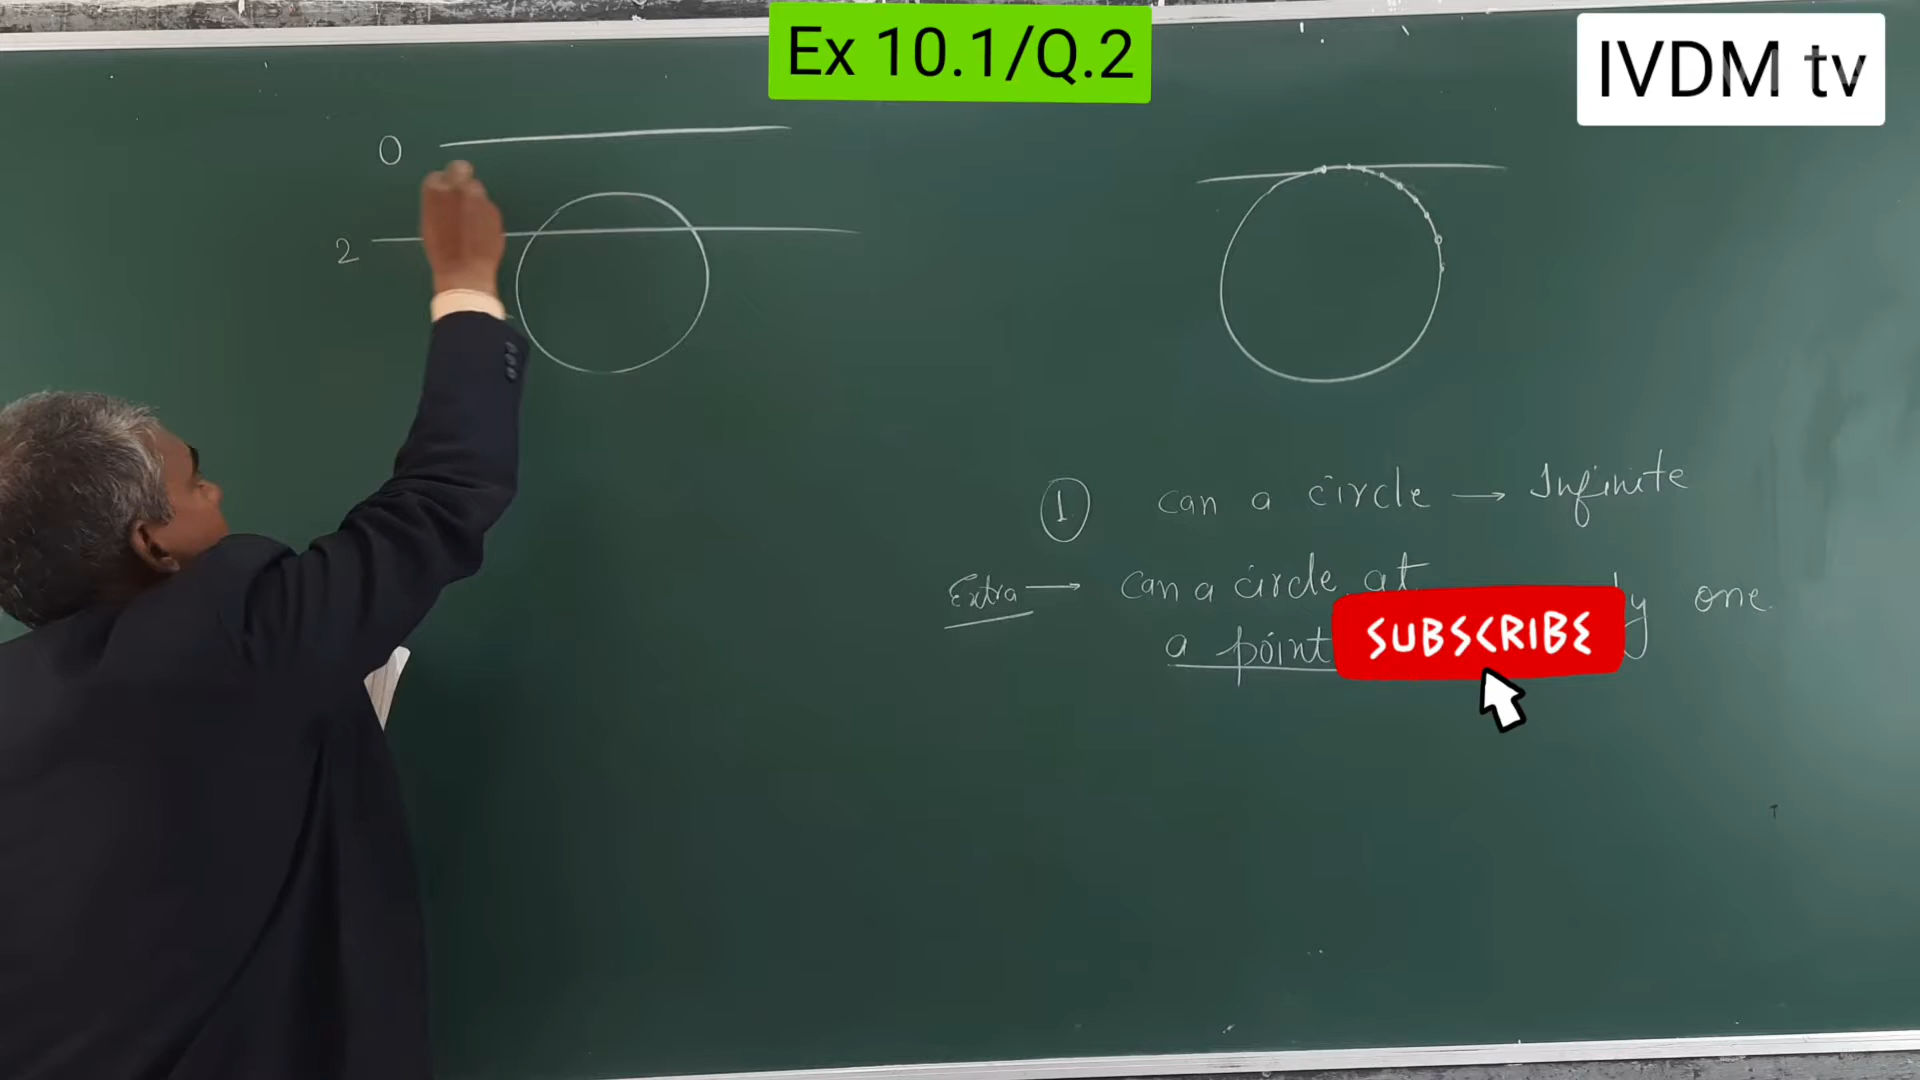 Ex 10.1/Q.2
IVDM tv
0
2
1 can a circle → Infinite
Extra → can a circle at one
a point
SUBSCRIBE